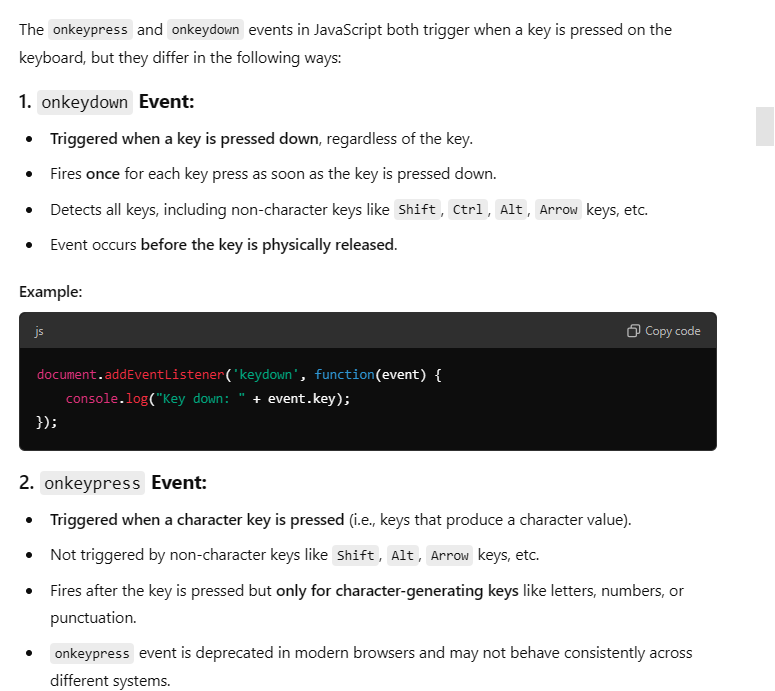 The onkeypress and onkeydown events in JavaScript both trigger when a key is pressed on the
keyboard, but they differ in the following ways:
1. onkeydown Event:
• Triggered when a key is pressed down, regardless of the key.
• Fires once for each key press as soon as the key is pressed down.
• Detects all keys, including non-character keys like Shift, Ctrl, Alt, Arrow keys, etc.
• Event occurs before the key is physically released.
Example:
js Copy code
document.addEventListener('keydown', function(event) {
    console.log("Key down: " + event.key);
});
2. onkeypress Event:
• Triggered when a character key is pressed (i.e., keys that produce a character value).
• Not triggered by non-character keys like Shift, Alt, Arrow keys, etc.
• Fires after the key is pressed but only for character-generating keys like letters, numbers, or
punctuation.
• onkeypress event is deprecated in modern browsers and may not behave consistently across
different systems.